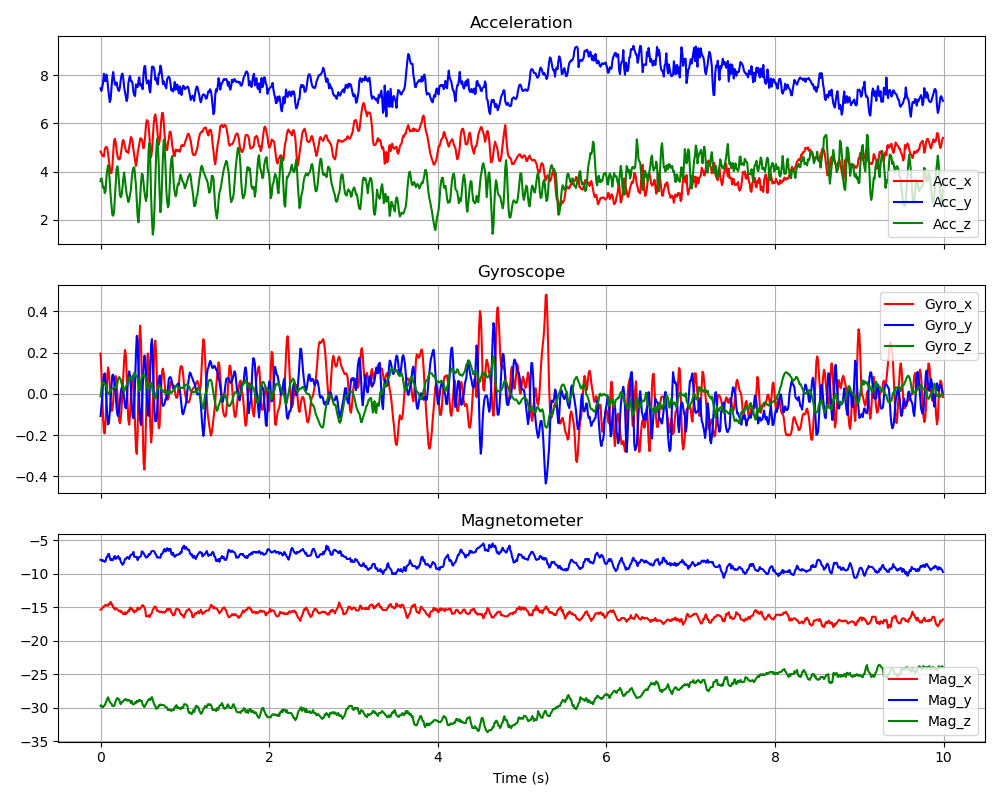 Acceleration
8
6
4
2
Acc_x
Acc_y
Acc_z
Gyroscope
0.4
0.2
0.0
−0.2
−0.4
Gyro_x
Gyro_y
Gyro_z
Magnetometer
−5
−10
−15
−20
−25
−30
−35
Mag_x
Mag_y
Mag_z
0 2 4 6 8 10
Time (s)